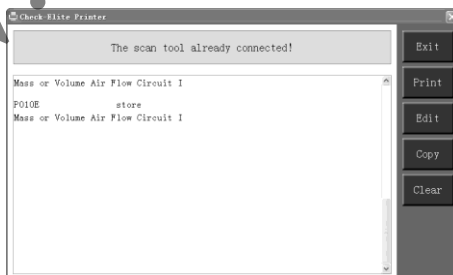 Check-Elite Printer
The scan tool already connected!
Mass or Volume Air Flow Circuit I
P010E store
Mass or Volume Air Flow Circuit I
Exit
Print
Edit
Copy
Clear